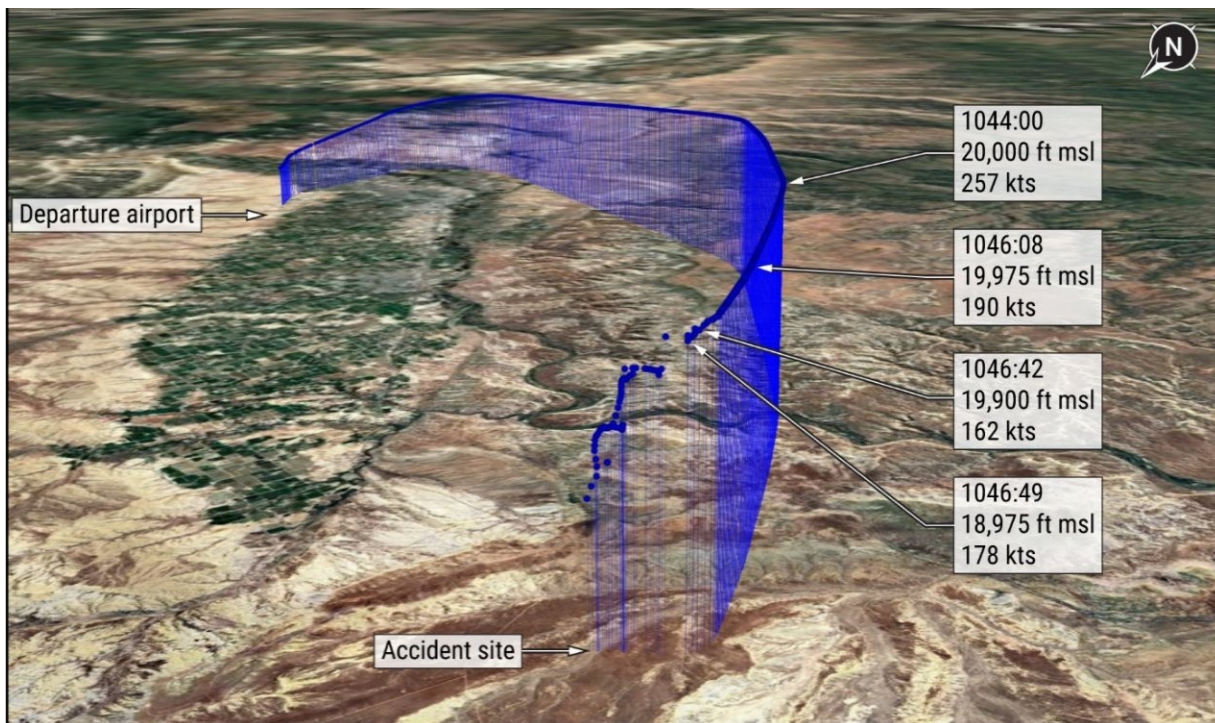 N
1044:00
20,000 ft msl
257 kts
Departure airport
1046:08
19,975 ft msl
190 kts
1046:42
19,900 ft msl
162 kts
1046:49
18,975 ft msl
178 kts
Accident site